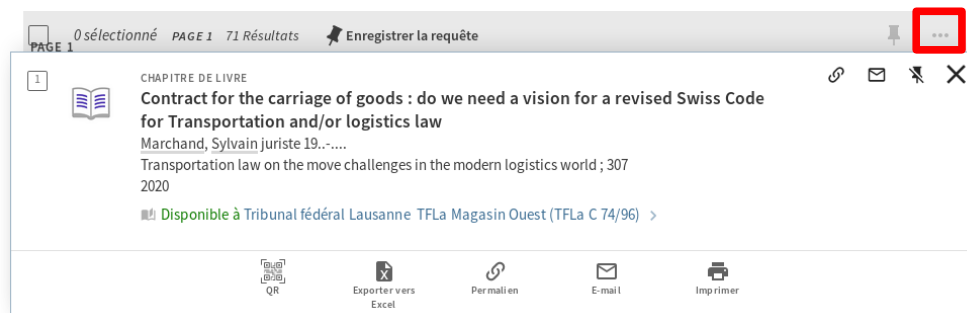 0 sélectionné PAGE 1 71 Résultats Enregistrer la requête ...
PAGE 1
1
CHAPITRE DE LIVRE
Contract for the carriage of goods : do we need a vision for a revised Swiss Code
for Transportation and/or logistics law
Marchand, Sylvain juriste 19..-....
Transportation law on the move challenges in the modern logistics world ; 307
2020
Disponible à Tribunal fédéral Lausanne TFLa Magasin Ouest (TFLa C 74/96)
QR
Exporter vers
Excel
Permalien
E-mail
Imprimer